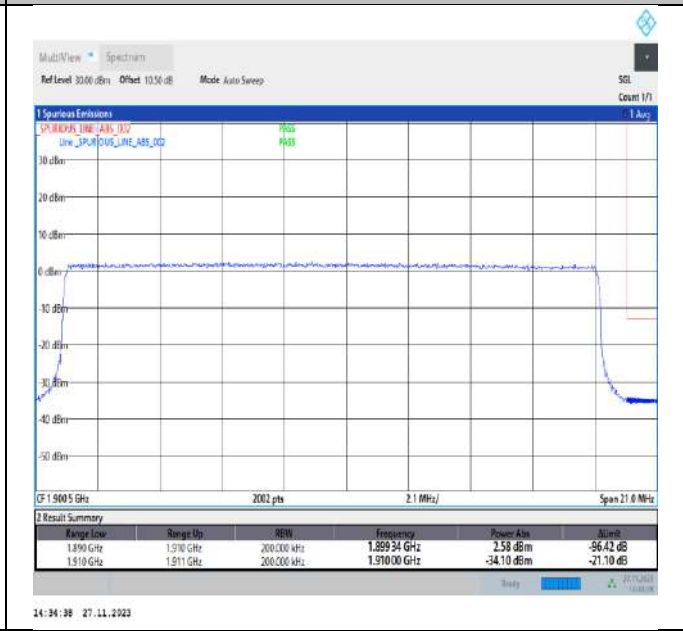 MultiView Spectrum
Ref Level 30.00 dBm Offset 10.50 dB Mode Auto Sweep SGL
Count 1/1
1 Spurious Emissions 1 Avg
_SPURIOUS_LINE_ABS_002 PASS
Line _SPURIOUS_LINE_ABS_002 PASS
30 dBm
20 dBm
10 dBm
0 dBm
-10 dBm
-20 dBm
-30 dBm
-40 dBm
-50 dBm
CF 1.9005 GHz 2002 pts 2.1 MHz/ Span 21.0 MHz
2 Result Summary
Range Low Range Up RBW Frequency Power Abs ΔLimit
1.890 GHz 1.910 GHz 200.000 kHz 1.89934 GHz 2.58 dBm -96.42 dB
1.910 GHz 1.911 GHz 200.000 kHz 1.91000 GHz -34.10 dBm -21.10 dB
Ready 27.11.2023
14:34:38 27.11.2023